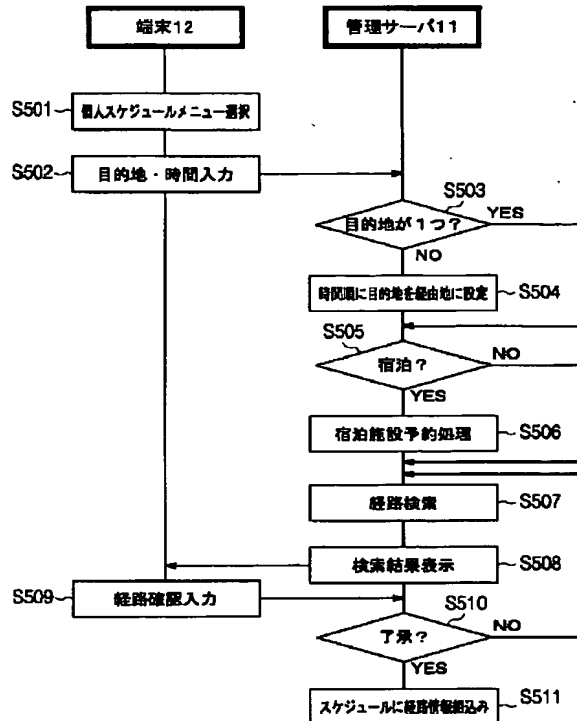 端末12
管理サーバ11
S501
個人スケジュールメニュー選択
S502
目的地・時間入力
S503
目的地が1つ?
YES
NO
時間順に目的地を経由地に設定
S504
S505
宿泊?
NO
YES
宿泊施設予約処理
S506
経路検索
S507
検索結果表示
S508
S509
経路確認入力
S510
了承?
NO
YES
スケジュールに経路情報組込み
S511